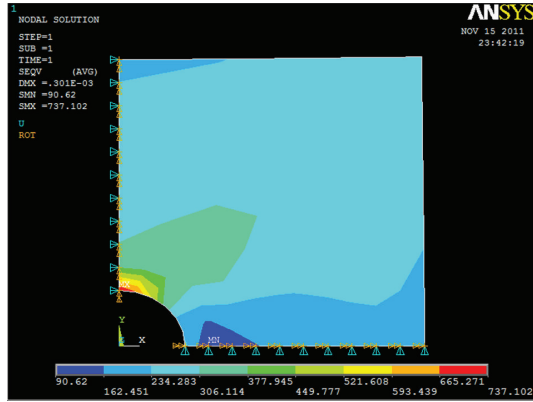 1
NODAL SOLUTION
ANSYS
NOV 15 2011
23:42:19
STEP=1
SUB =1
TIME=1
SEQV (AVG)
DMX =.301E-03
SMN =90.62
SMX =737.102
U
ROT
MX
Y
X
MN
90.62 234.283 377.945 521.608 665.271
162.451 306.114 449.777 593.439 737.102